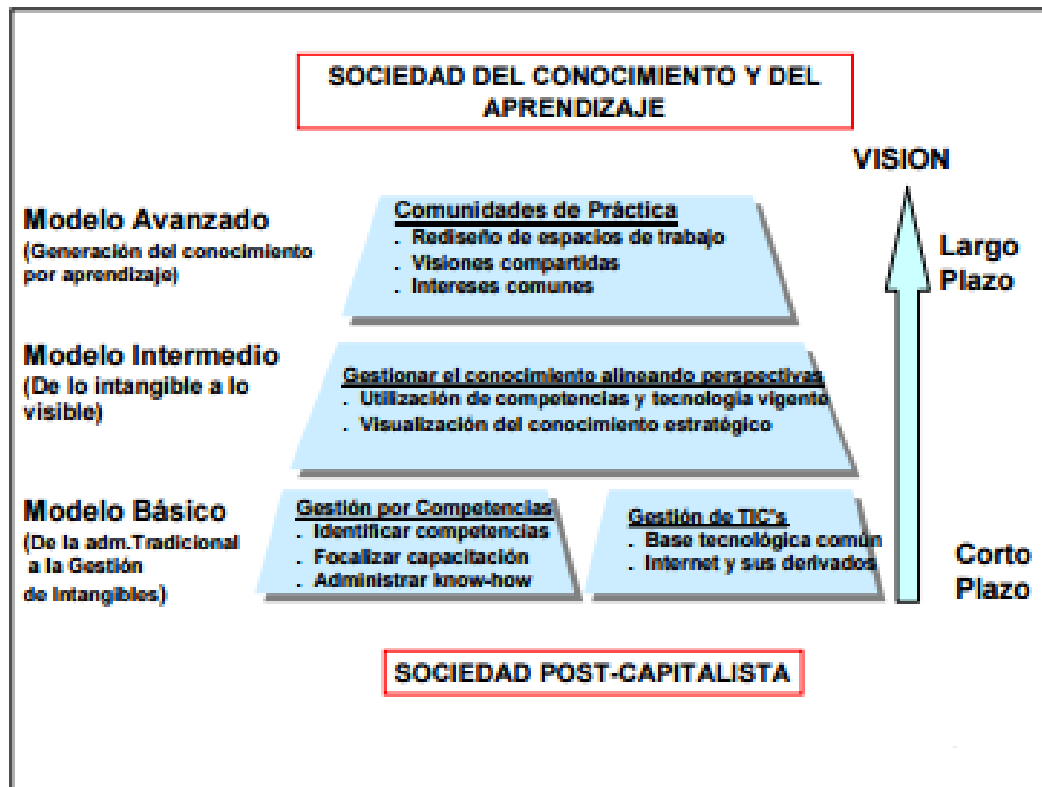 SOCIEDAD DEL CONOCIMIENTO Y DEL
APRENDIZAJE
VISION
Modelo Avanzado
(Generación del conocimiento
por aprendizaje)
Comunidades de Práctica
. Rediseño de espacios de trabajo
. Visiones compartidas
. Intereses comunes
Largo
Plazo
Modelo Intermedio
(De lo intangible a lo
visible)
Gestionar el conocimiento alineando perspectivas
. Utilización de competencias y tecnología vigente
. Visualización del conocimiento estratégico
Modelo Básico
(De la adm.Tradicional
a la Gestión
de Intangibles)
Gestión por Competencias
. Identificar competencias
. Focalizar capacitación
. Administrar know-how
Gestión de TIC's
. Base tecnológica común
. Internet y sus derivados
Corto
Plazo
SOCIEDAD POST-CAPITALISTA